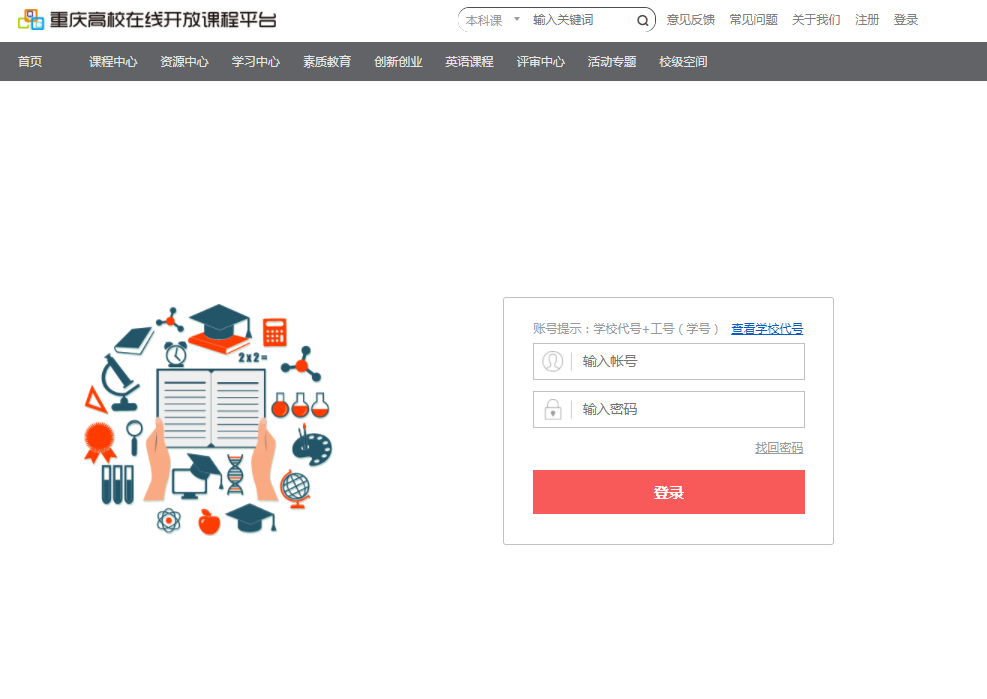 重庆高校在线开放课程平台
本科课 输入关键词 意见反馈 常见问题 关于我们 注册 登录
首页 课程中心 资源中心 学习中心 素质教育 创新创业 英语课程 评审中心 活动专题 校级空间
2x2=
账号提示：学校代号+工号（学号） 查看学校代号
输入帐号
输入密码
找回密码
登录